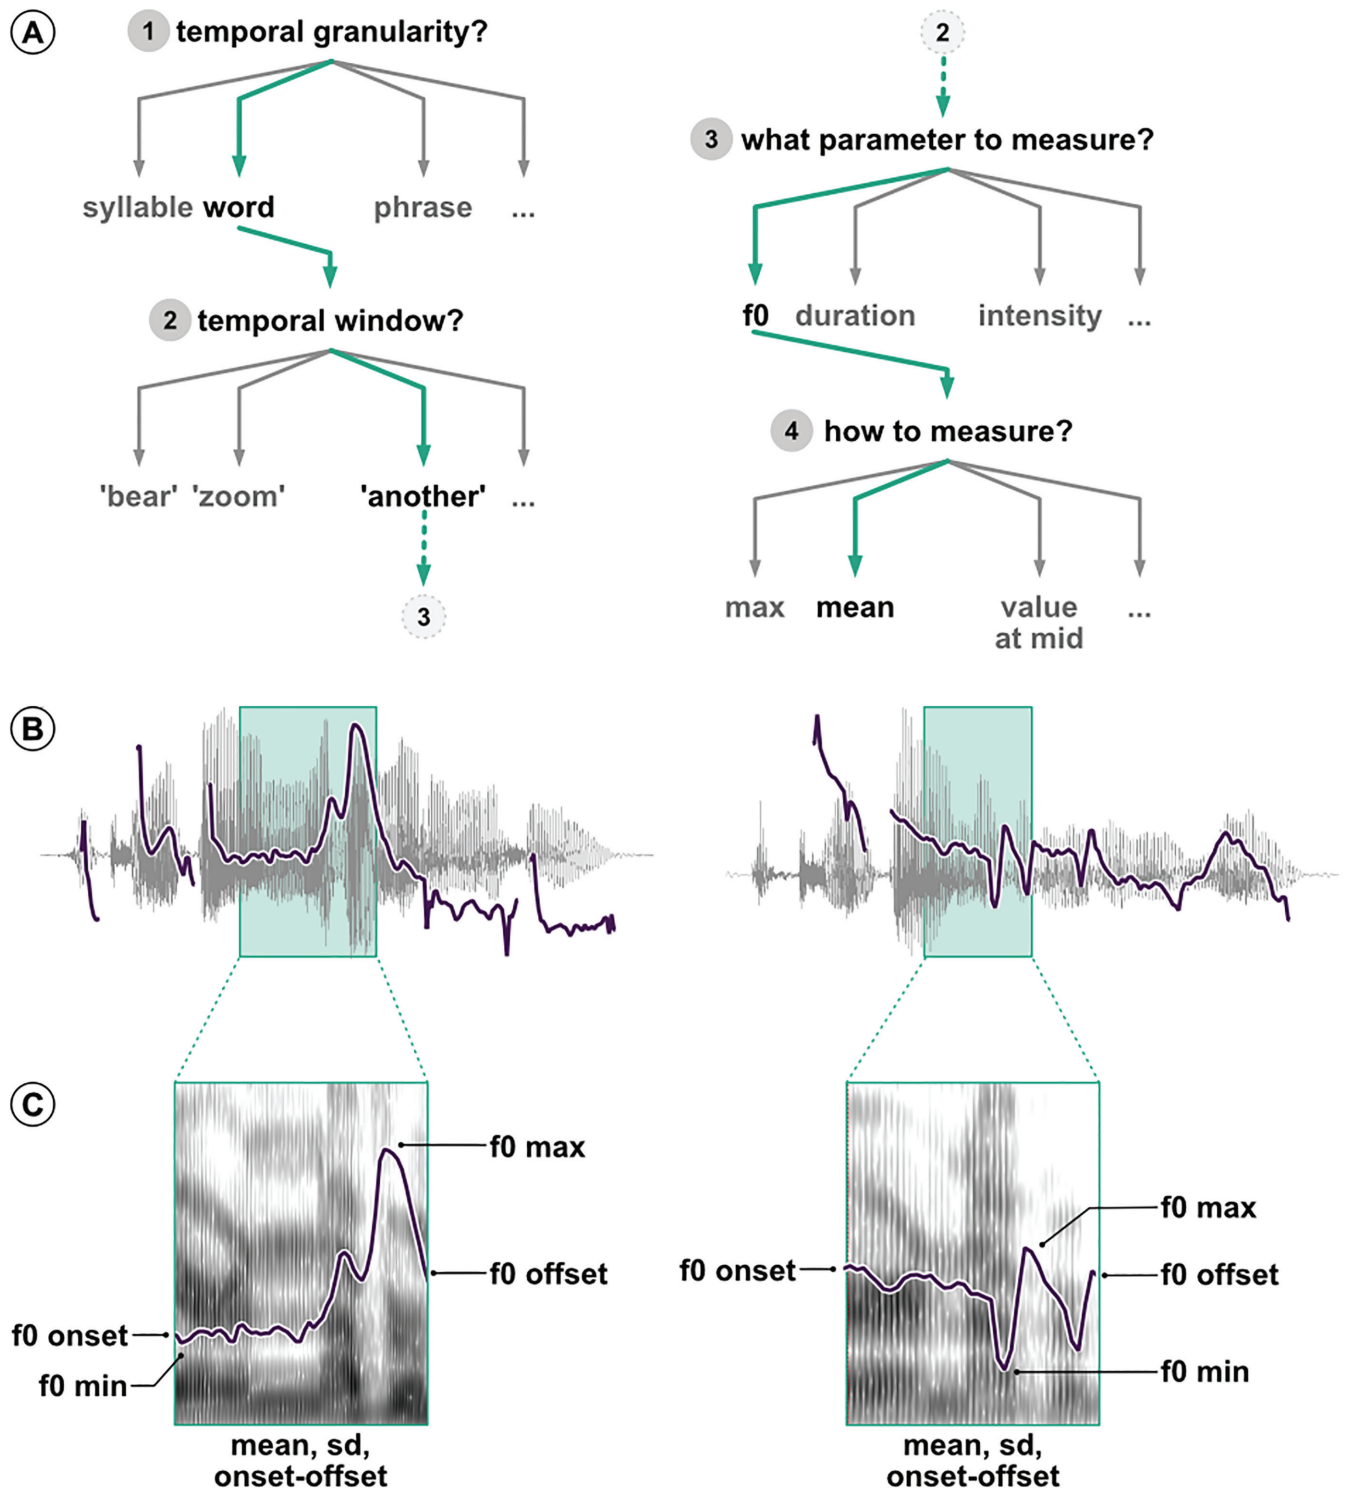 A
1 temporal granularity?
syllable word phrase ...
2 temporal window?
'bear' 'zoom' 'another' ...
3
2
3 what parameter to measure?
f0 duration intensity ...
4 how to measure?
max mean value ...
at mid
B
C
f0 max
f0 offset
f0 onset
f0 min
mean, sd,
onset-offset
f0 max
f0 onset
f0 offset
f0 min
mean, sd,
onset-offset